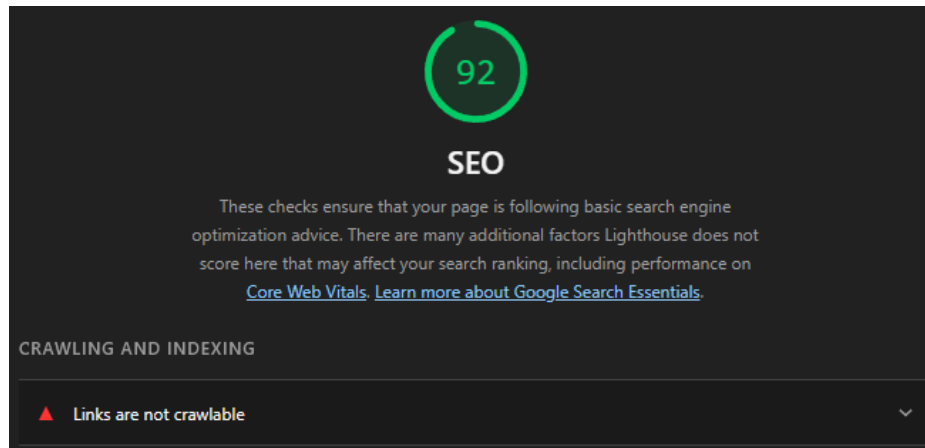 92
SEO
These checks ensure that your page is following basic search engine
optimization advice. There are many additional factors Lighthouse does not
score here that may affect your search ranking, including performance on
Core Web Vitals. Learn more about Google Search Essentials.
CRAWLING AND INDEXING
Links are not crawlable